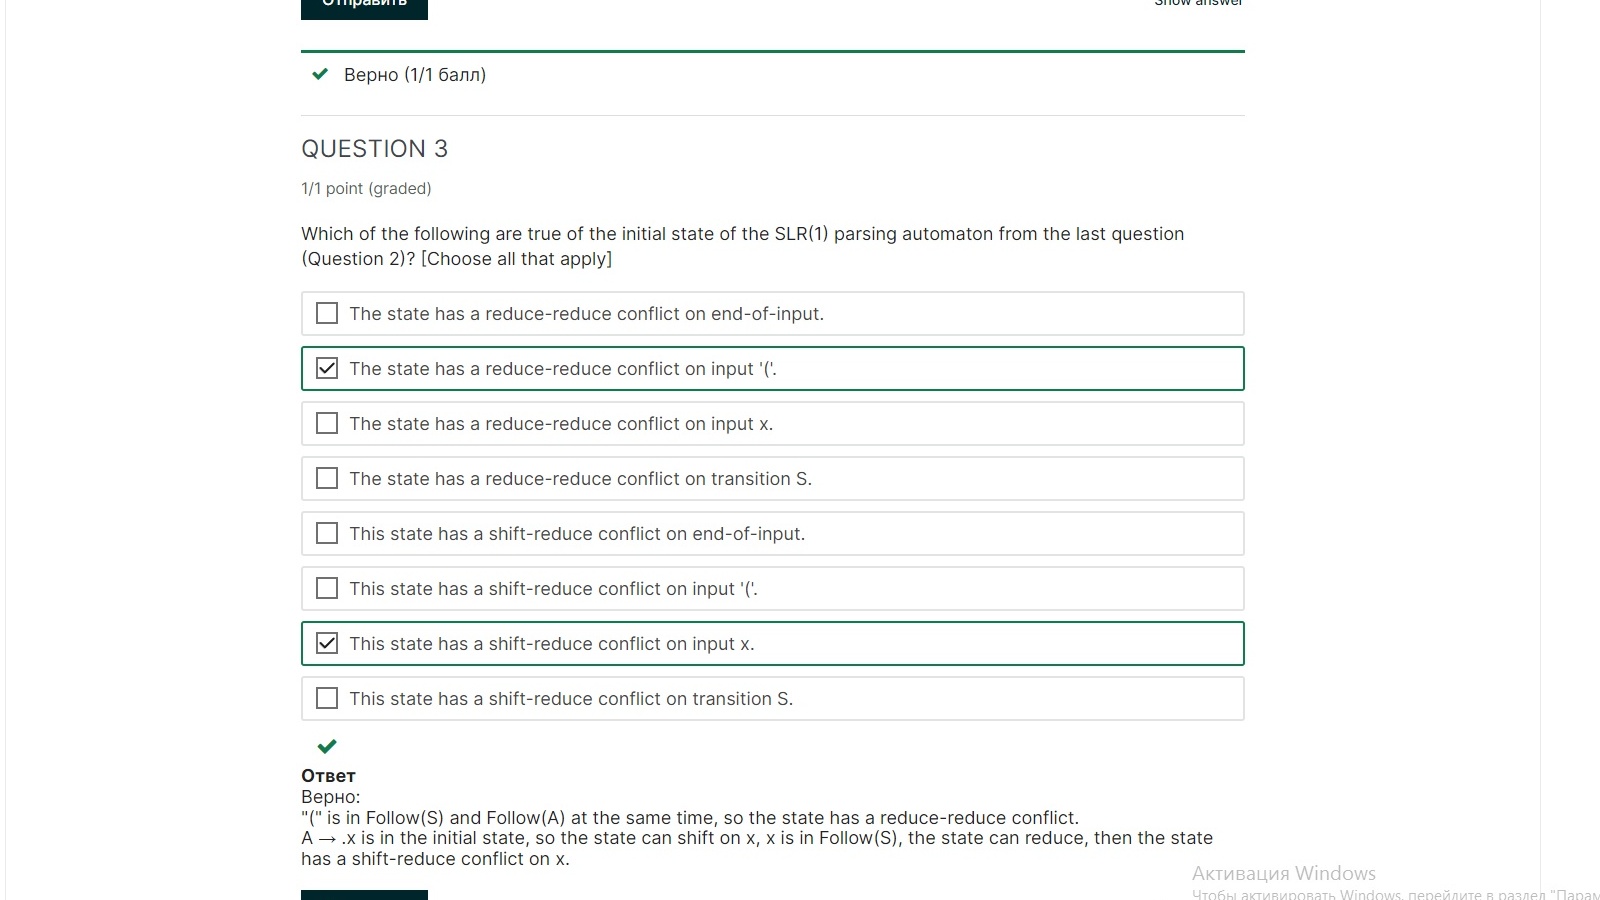 Отправить
Show answer
Верно (1/1 балл)
QUESTION 3
1/1 point (graded)
Which of the following are true of the initial state of the SLR(1) parsing automaton from the last question
(Question 2)? [Choose all that apply]
The state has a reduce-reduce conflict on end-of-input.
The state has a reduce-reduce conflict on input '('.
The state has a reduce-reduce conflict on input x.
The state has a reduce-reduce conflict on transition S.
This state has a shift-reduce conflict on end-of-input.
This state has a shift-reduce conflict on input '('.
This state has a shift-reduce conflict on input x.
This state has a shift-reduce conflict on transition S.
Ответ
Верно:
"(" is in Follow(S) and Follow(A) at the same time, so the state has a reduce-reduce conflict.
A → .x is in the initial state, so the state can shift on x, x is in Follow(S), the state can reduce, then the state
has a shift-reduce conflict on x.
Активация Windows
Чтобы активировать Windows, перейдите в раздел "Парам